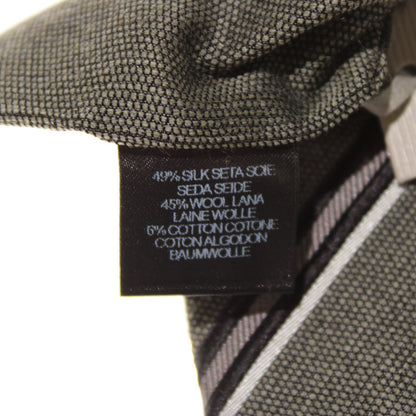 49% SILK SETA SOIE
SEDA SEIDE
45% WOOL LANA
LAINE WOLLE
6% COTTON COTONE
COTON ALGODON
BAUMWOLLE